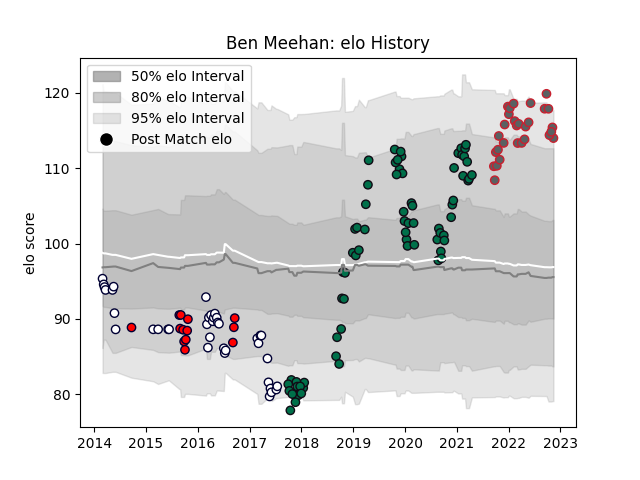 Ben Meehan: elo History
50% elo Interval
80% elo Interval
95% elo Interval
Post Match elo
elo score
120
110
100
90
80
2014 2015 2016 2017 2018 2019 2020 2021 2022 2023